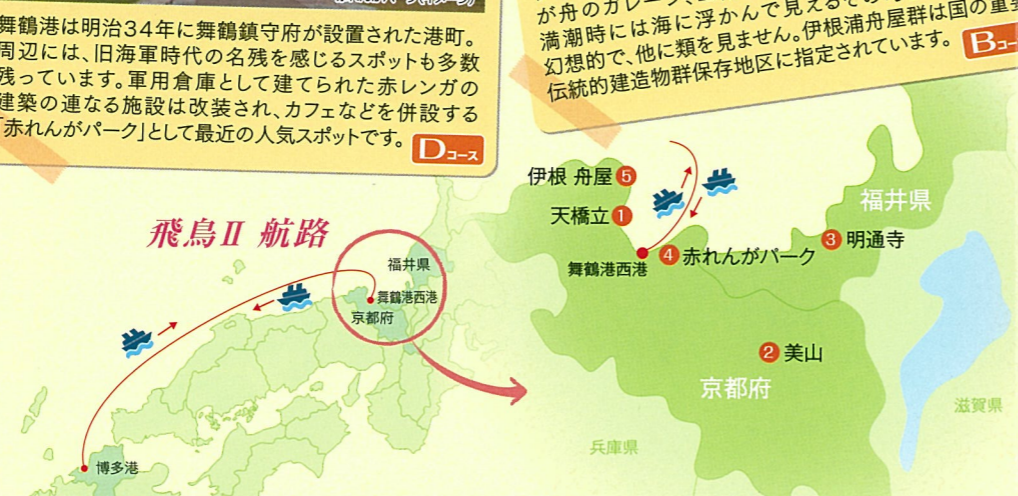 舞鶴港は明治34年に舞鶴鎮守府が設置された港町。
周辺には、旧海軍時代の名残を感じるスポットも多数
残っています。軍用倉庫として建てられた赤レンガの
建築の連なる施設は改装され、カフェなどを併設する
「赤れんがパーク」として最近の人気スポットです。
Dコース
が舟のガレージ、
満潮時には海に浮かんで見えるその
幻想的で、他に類を見ません。伊根浦舟屋群は国の重要
伝統的建造物群保存地区に指定されています。
Bコー
飛鳥II 航路
福井県
舞鶴港西港
京都府
博多港
伊根 舟屋 5
天橋立 1
舞鶴港西港
4 赤れんがパーク
3 明通寺
福井県
2 美山
京都府
兵庫県
滋賀県